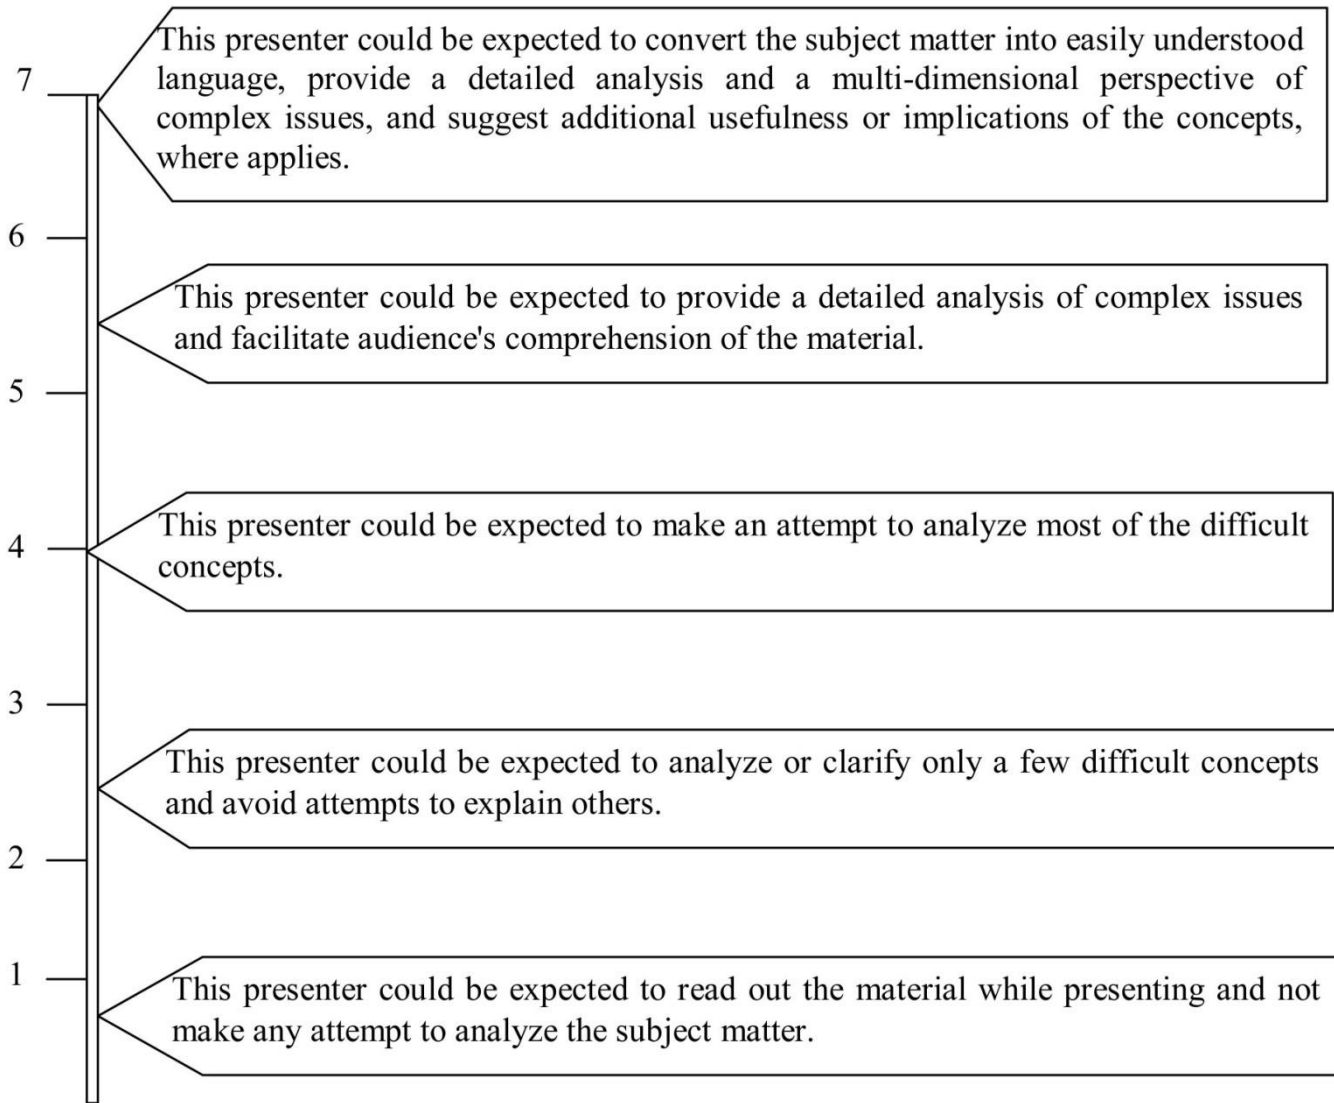 7
This presenter could be expected to convert the subject matter into easily understood
language, provide a detailed analysis and a multi-dimensional perspective of
complex issues, and suggest additional usefulness or implications of the concepts,
where applies.
6
This presenter could be expected to provide a detailed analysis of complex issues
and facilitate audience's comprehension of the material.
5
4
This presenter could be expected to make an attempt to analyze most of the difficult
concepts.
3
This presenter could be expected to analyze or clarify only a few difficult concepts
and avoid attempts to explain others.
2
1
This presenter could be expected to read out the material while presenting and not
make any attempt to analyze the subject matter.